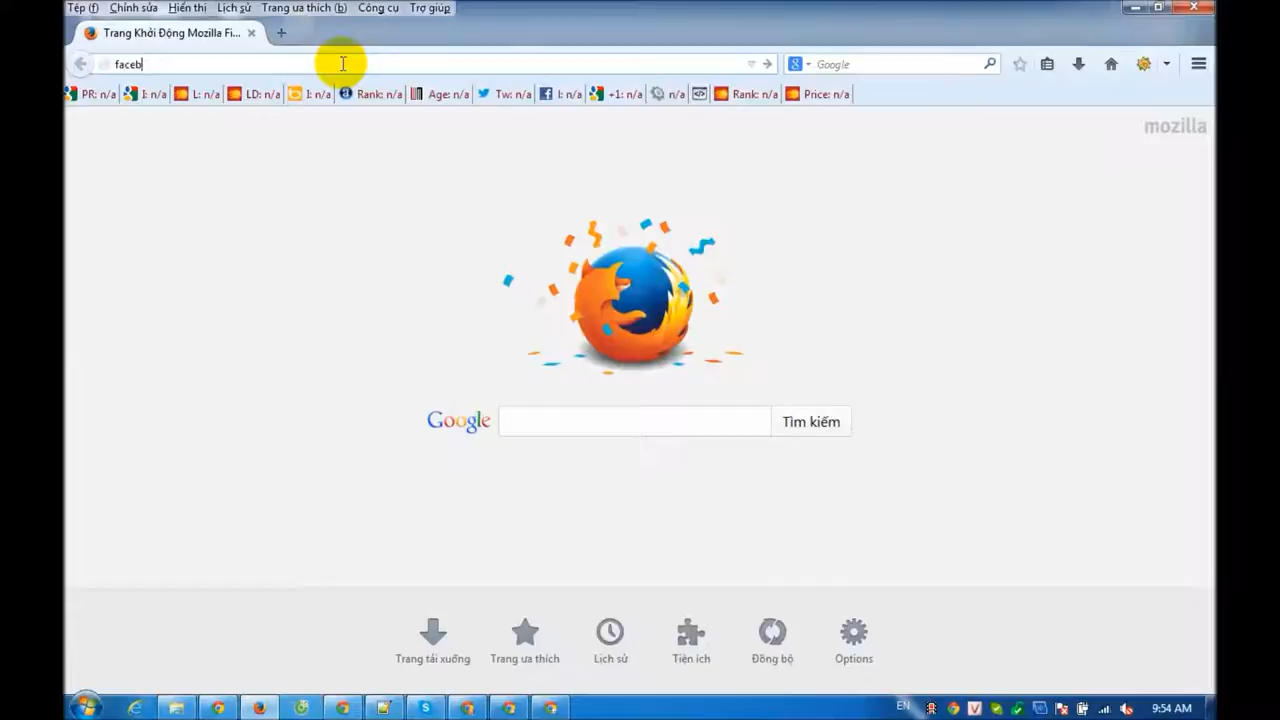 Tệp (f) Chỉnh sửa Hiển thị Lịch sử Trang ưa thích (b) Công cụ Trợ giúp
Trang Khởi Động Mozilla Fi...
faceb
Google
PR: n/a I: n/a L: n/a LD: n/a I: n/a Rank: n/a Age: n/a Tw: n/a I: n/a +1: n/a n/a Rank: n/a Price: n/a
mozilla
Google
Tìm kiếm
Trang tải xuống Trang ưa thích Lịch sử Tiện ích Đồng bộ Options
EN 9:54 AM